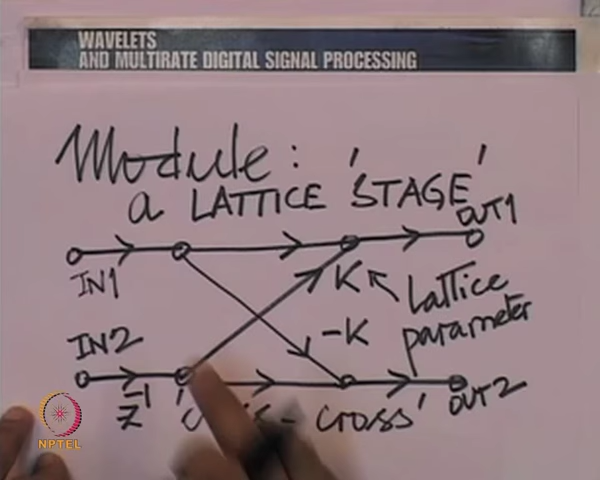 WAVELETS
AND MULTIRATE DIGITAL SIGNAL PROCESSING
Module:
a LATTICE 'STAGE'
OUT1
IN1
K
Lattice
parameter
-K
IN2
z⁻¹
cross'
OUT2
NPTEL